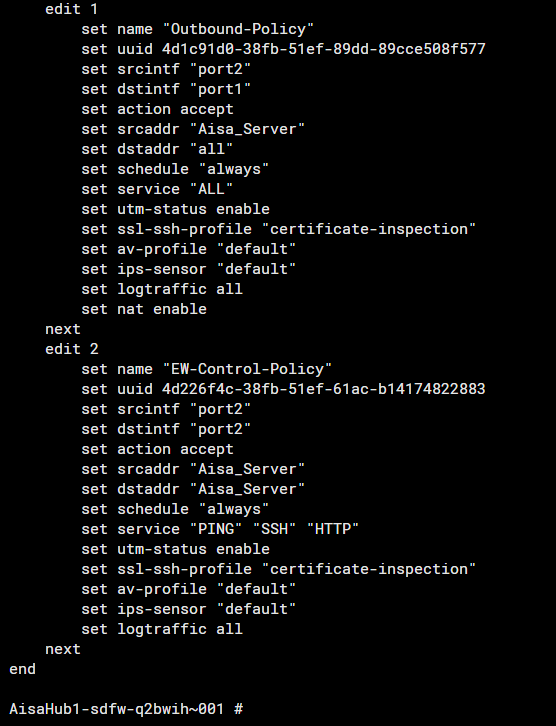 edit 1
set name "Outbound-Policy"
set uuid 4d1c91d0-38fb-51ef-89dd-89cce508f577
set srcintf "port2"
set dstintf "port1"
set action accept
set srcaddr "Aisa_Server"
set dstaddr "all"
set schedule "always"
set service "ALL"
set utm-status enable
set ssl-ssh-profile "certificate-inspection"
set av-profile "default"
set ips-sensor "default"
set logtraffic all
set nat enable
next
edit 2
set name "EW-Control-Policy"
set uuid 4d226f4c-38fb-51ef-61ac-b14174822883
set srcintf "port2"
set dstintf "port2"
set action accept
set srcaddr "Aisa_Server"
set dstaddr "Aisa_Server"
set schedule "always"
set service "PING" "SSH" "HTTP"
set utm-status enable
set ssl-ssh-profile "certificate-inspection"
set av-profile "default"
set ips-sensor "default"
set logtraffic all
next
end
AisaHub1-sdfw-q2bwih~001 #